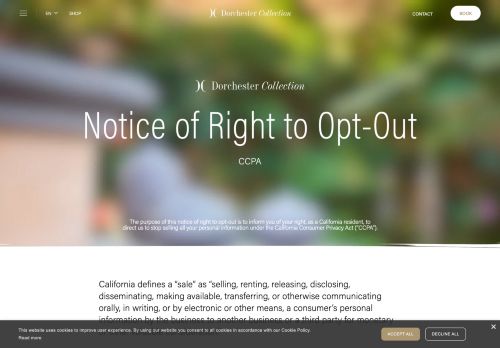 EN
SHOP
Dorchester Collection
CONTACT
BOOK
Dorchester Collection
Notice of Right to Opt-Out
CCPA
The purpose of this notice of right to opt-out is to inform you of your right, as a California resident, to
direct us to stop selling all your personal information under the California Consumer Privacy Act ("CCPA").
California defines a "sale" as "selling, renting, releasing, disclosing,
disseminating, making available, transferring, or otherwise communicating
orally, in writing, or by electronic or other means, a consumer's personal
information by the business to another business or a third party for monetary
This website uses cookies to improve user experience. By using our website you consent to all cookies in accordance with our Cookie Policy.
Read more
ACCEPT ALL
DECLINE ALL